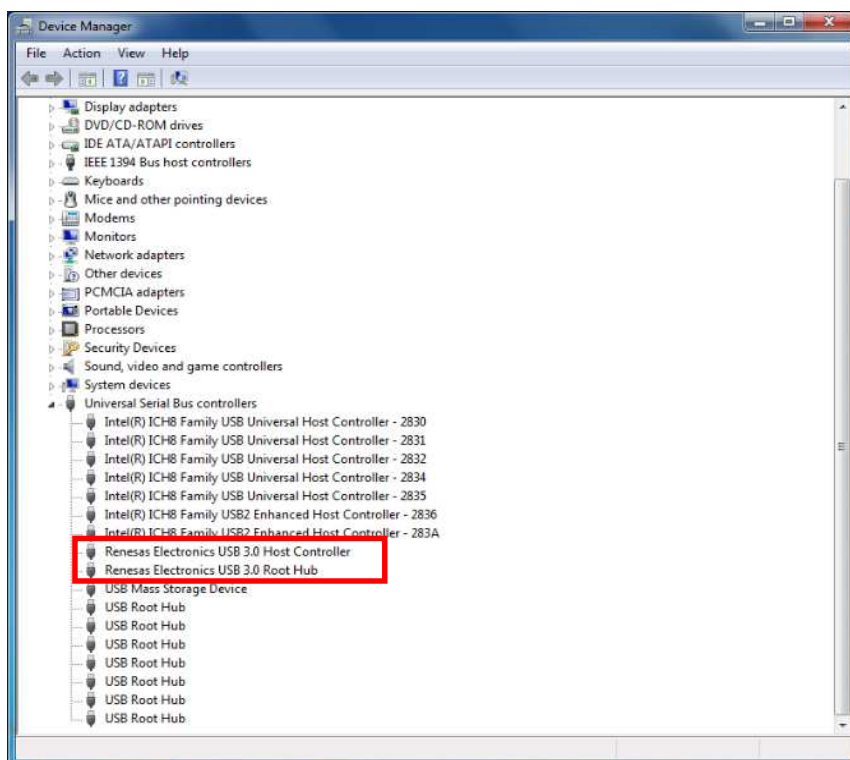 Device Manager
File Action View Help
Display adapters
DVD/CD-ROM drives
IDE ATA/ATAPI controllers
IEEE 1394 Bus host controllers
Keyboards
Mice and other pointing devices
Modems
Monitors
Network adapters
Other devices
PCMCIA adapters
Portable Devices
Processors
Security Devices
Sound, video and game controllers
System devices
Universal Serial Bus controllers
Intel(R) ICH8 Family USB Universal Host Controller - 2830
Intel(R) ICH8 Family USB Universal Host Controller - 2831
Intel(R) ICH8 Family USB Universal Host Controller - 2832
Intel(R) ICH8 Family USB Universal Host Controller - 2834
Intel(R) ICH8 Family USB Universal Host Controller - 2835
Intel(R) ICH8 Family USB2 Enhanced Host Controller - 2836
Intel(R) ICH8 Family USB2 Enhanced Host Controller - 283A
Renesas Electronics USB 3.0 Host Controller
Renesas Electronics USB 3.0 Root Hub
USB Mass Storage Device
USB Root Hub
USB Root Hub
USB Root Hub
USB Root Hub
USB Root Hub
USB Root Hub
USB Root Hub